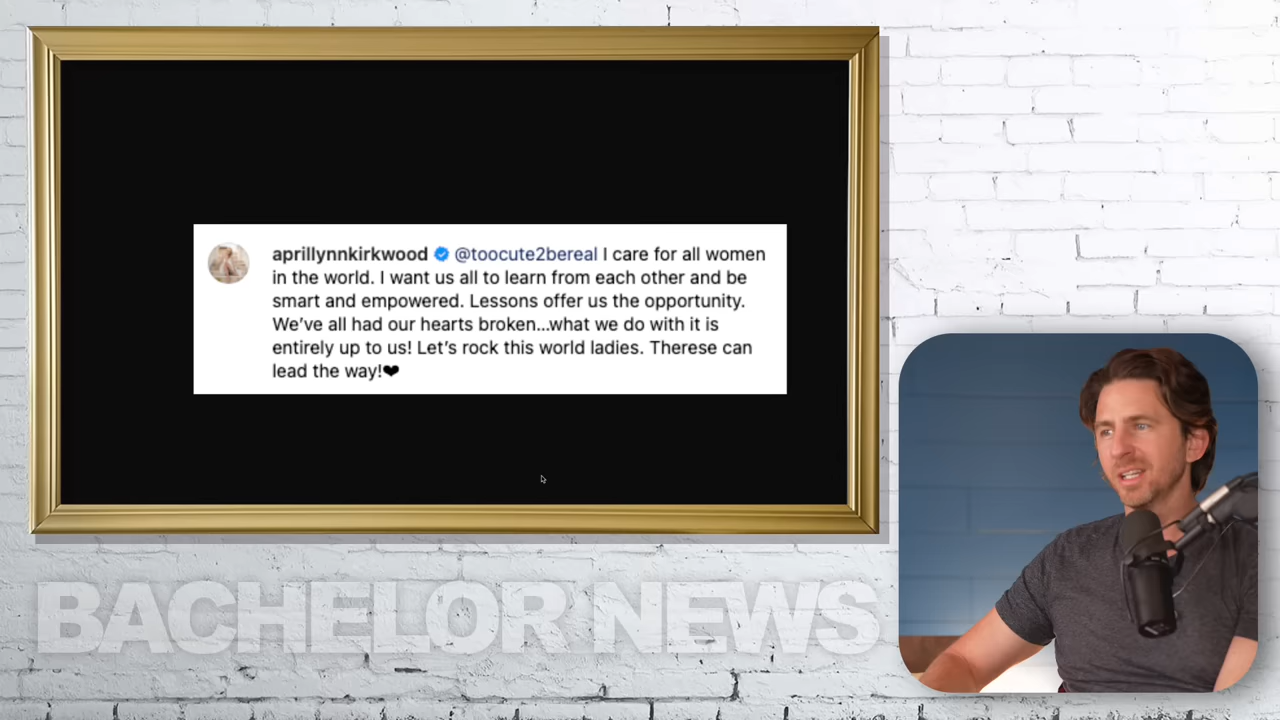 aprillynnkirkwood @toocute2bereal I care for all women
in the world. I want us all to learn from each other and be
smart and empowered. Lessons offer us the opportunity.
We’ve all had our hearts broken...what we do with it is
entirely up to us! Let’s rock this world ladies. Therese can
lead the way!❤
BACHELOR NEWS